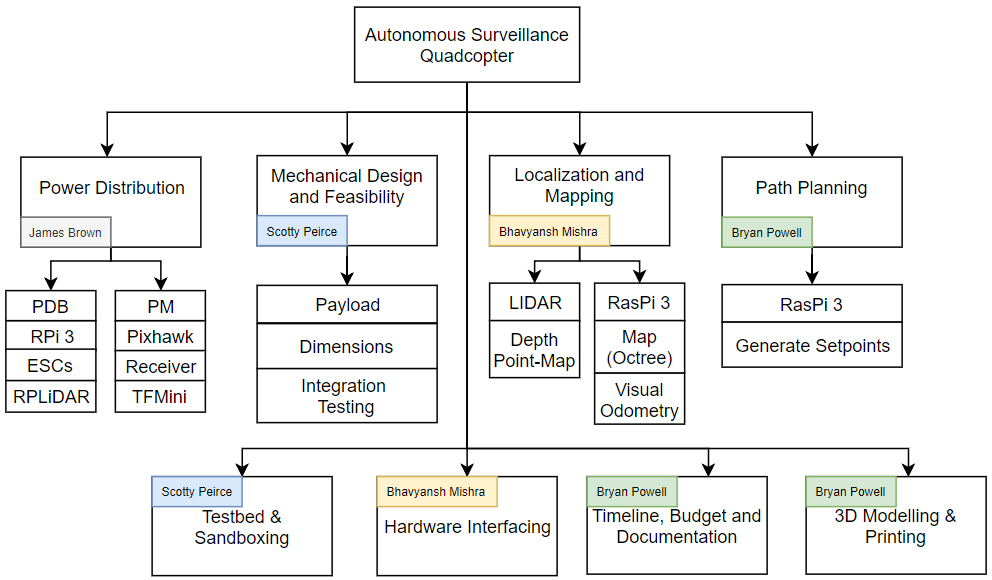 Autonomous Surveillance
Quadcopter
Power Distribution
James Brown
Mechanical Design
and Feasibility
Scotty Peirce
Localization and
Mapping
Bhavyansh Mishra
Path Planning
Bryan Powell
PDB
RPi 3
ESCs
RPLiDAR
PM
Pixhawk
Receiver
TFMini
Payload
Dimensions
Integration
Testing
LIDAR
Depth
Point-Map
RasPi 3
Map
(Octree)
Visual
Odometry
RasPi 3
Generate Setpoints
Scotty Peirce
Testbed &
Sandboxing
Bhavyansh Mishra
Hardware Interfacing
Bryan Powell
Timeline, Budget and
Documentation
Bryan Powell
3D Modelling &
Printing